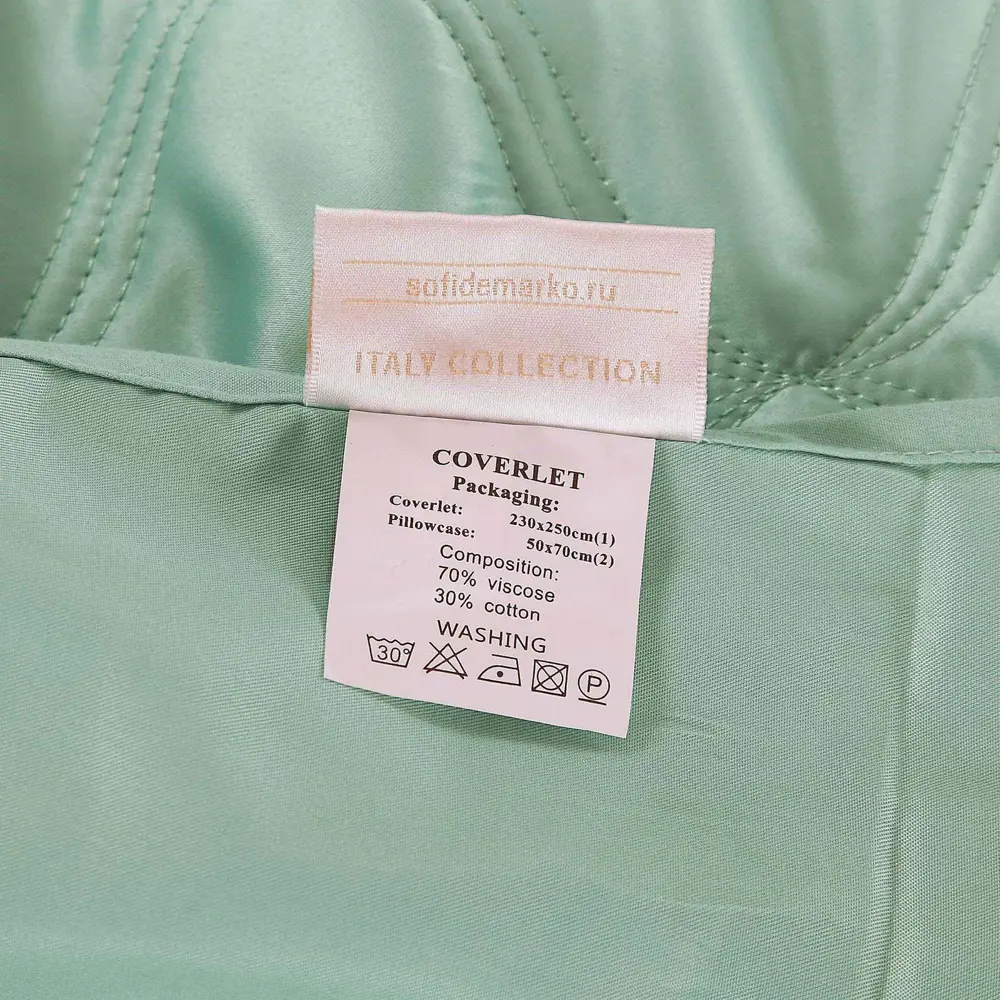 sofidemarko.ru
ITALY COLLECTION
COVERLET
Packaging:
Coverlet: 230x250cm(1)
Pillowcase: 50x70cm(2)
Composition:
70% viscose
30% cotton
WASHING
30° P